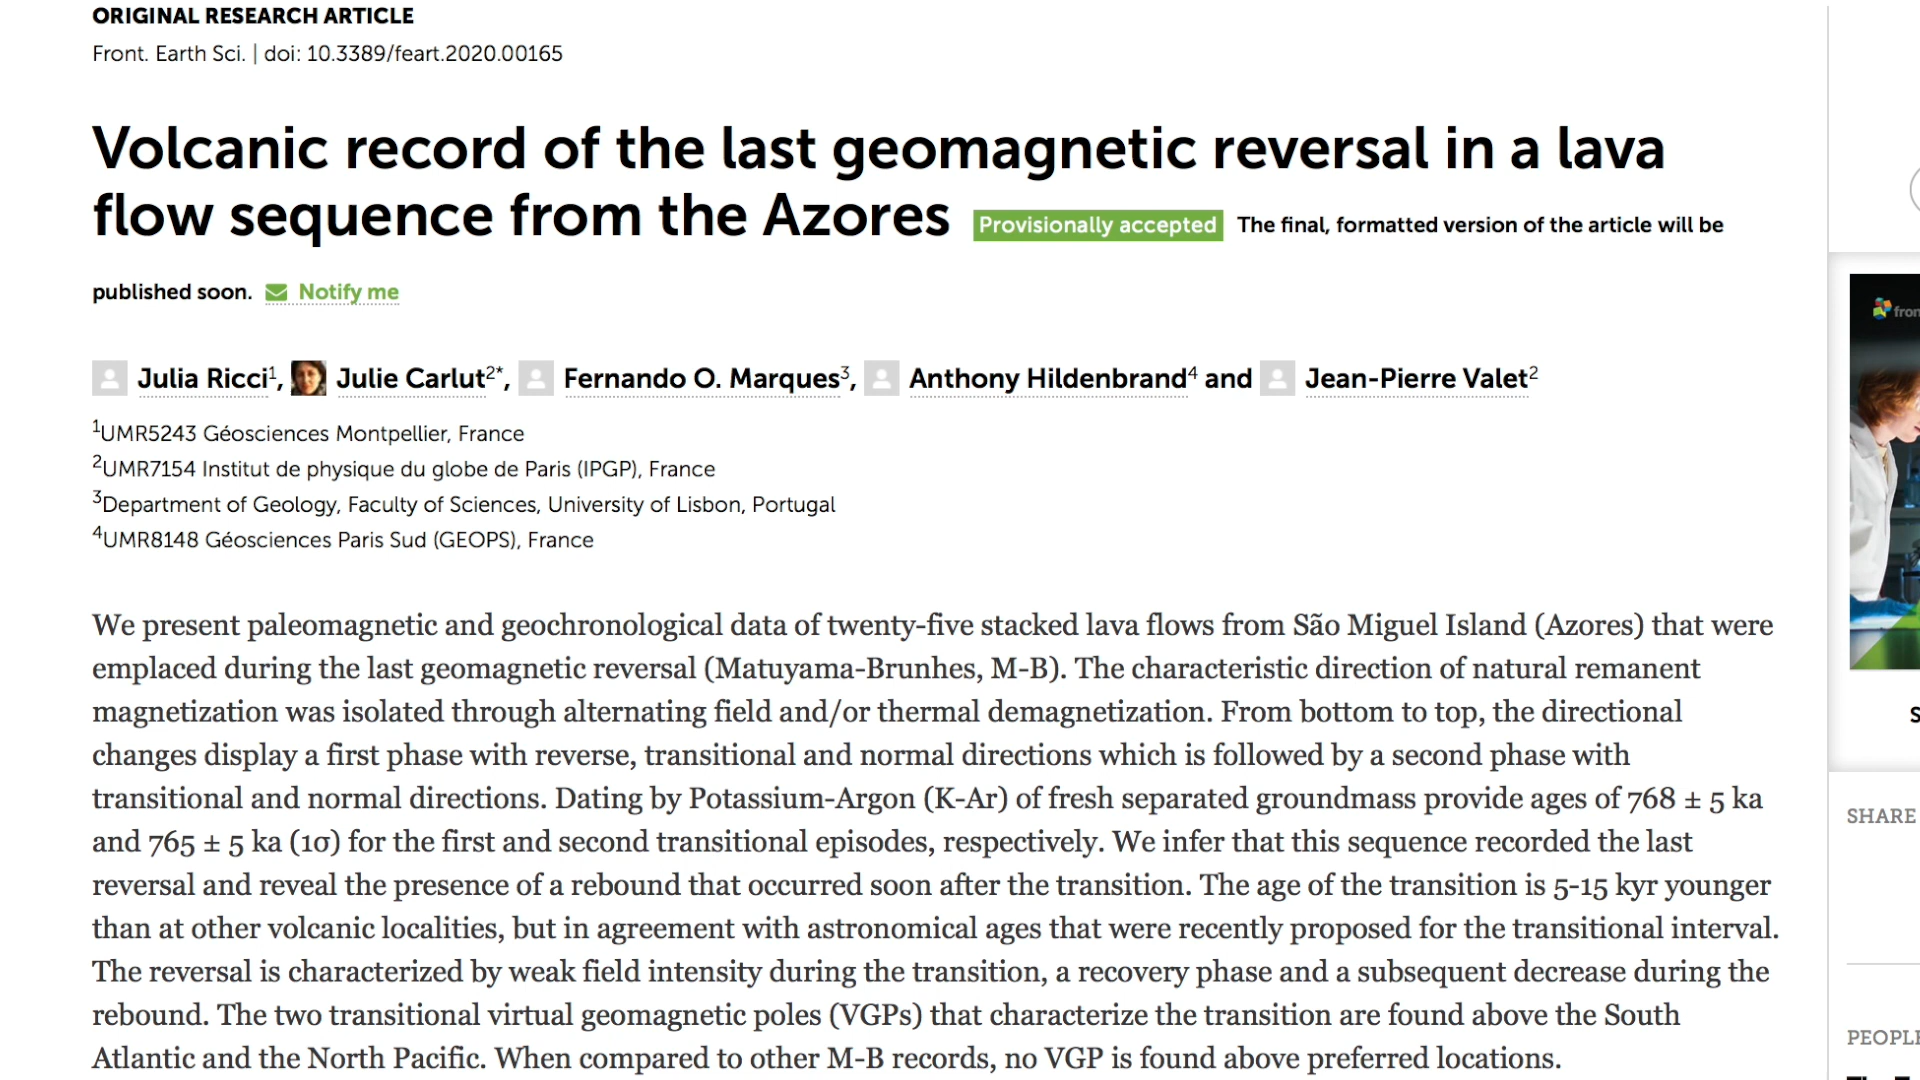 ORIGINAL RESEARCH ARTICLE
Front. Earth Sci. | doi: 10.3389/feart.2020.00165
Volcanic record of the last geomagnetic reversal in a lava
flow sequence from the Azores Provisionally accepted The final, formatted version of the article will be
published soon. Notify me
Julia Ricci1, Julie Carlut2*, Fernando O. Marques3, Anthony Hildenbrand4 and Jean-Pierre Valet2
1UMR5243 Géosciences Montpellier, France
2UMR7154 Institut de physique du globe de Paris (IPGP), France
3Department of Geology, Faculty of Sciences, University of Lisbon, Portugal
4UMR8148 Géosciences Paris Sud (GEOPS), France
We present paleomagnetic and geochronological data of twenty-five stacked lava flows from São Miguel Island (Azores) that were
emplaced during the last geomagnetic reversal (Matuyama-Brunhes, M-B). The characteristic direction of natural remanent
magnetization was isolated through alternating field and/or thermal demagnetization. From bottom to top, the directional
changes display a first phase with reverse, transitional and normal directions which is followed by a second phase with
transitional and normal directions. Dating by Potassium-Argon (K-Ar) of fresh separated groundmass provide ages of 768 ± 5 ka
and 765 ± 5 ka (1σ) for the first and second transitional episodes, respectively. We infer that this sequence recorded the last
reversal and reveal the presence of a rebound that occurred soon after the transition. The age of the transition is 5-15 kyr younger
than at other volcanic localities, but in agreement with astronomical ages that were recently proposed for the transitional interval.
The reversal is characterized by weak field intensity during the transition, a recovery phase and a subsequent decrease during the
rebound. The two transitional virtual geomagnetic poles (VGPs) that characterize the transition are found above the South
Atlantic and the North Pacific. When compared to other M-B records, no VGP is found above preferred locations.
fron
S
SHARE
PEOPLE